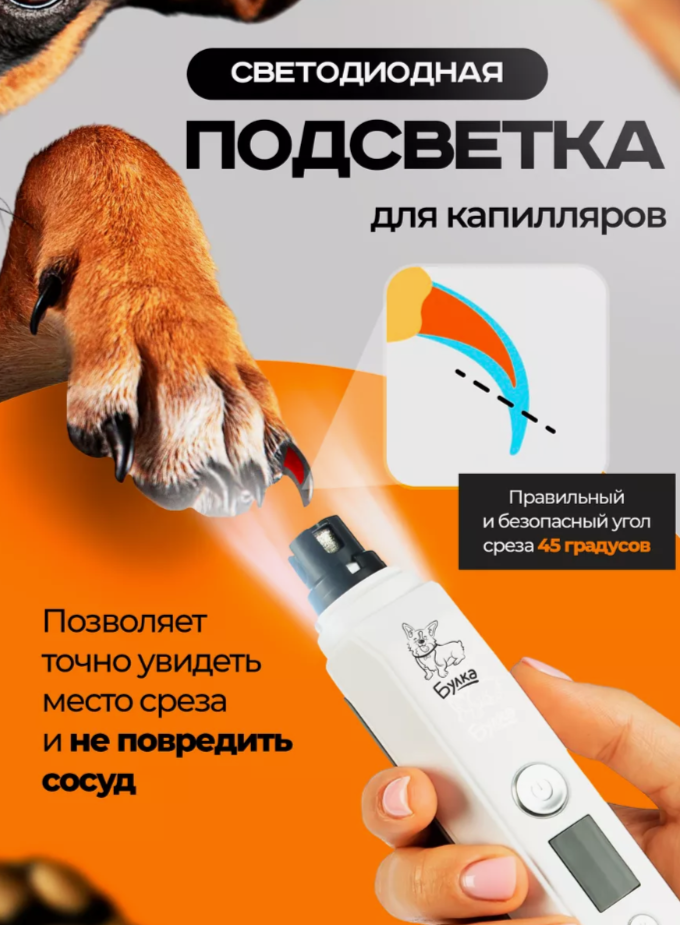 СВЕТОДИОДНАЯ
ПОДСВЕТКА
для капилляров
Правильный
и безопасный угол
среза 45 градусов
Позволяет
точно увидеть
место среза
и не повредить
сосуд
Булка